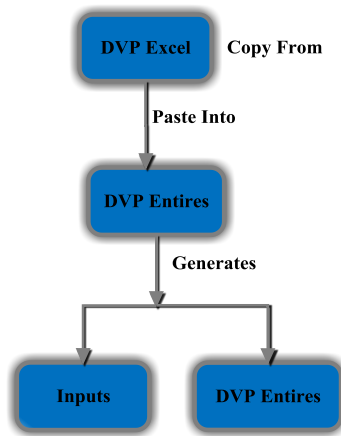 DVP Excel
Copy From
Paste Into
DVP Entires
Generates
Inputs
DVP Entires